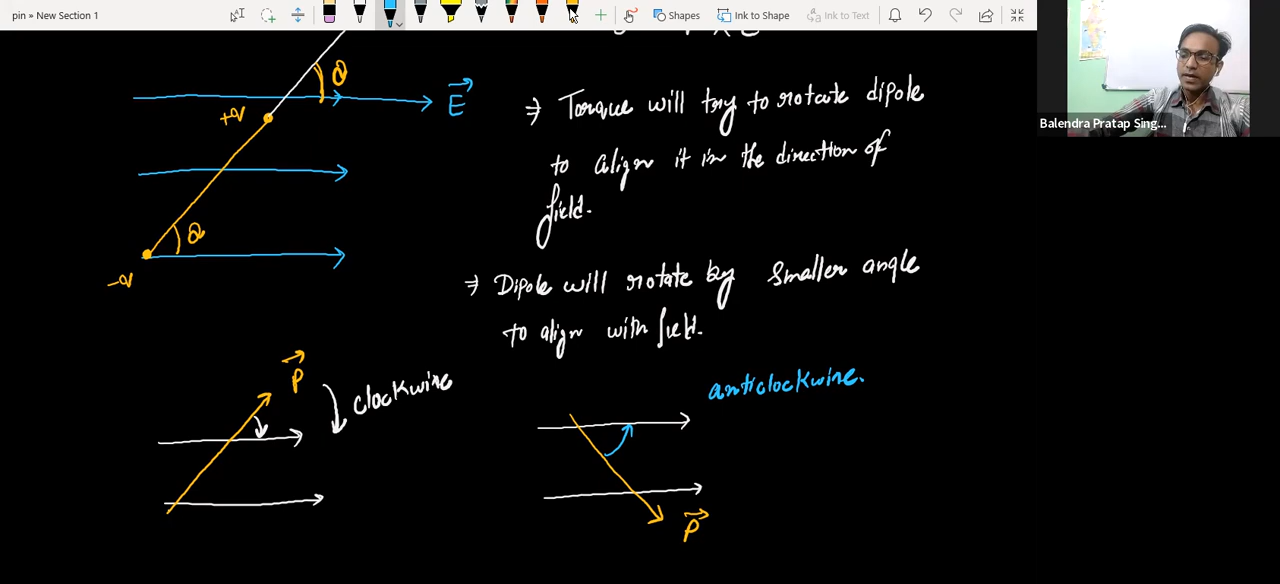 pin » New Section 1
Shapes
Ink to Shape
Ink to Text
Balendra Pratap Sing...
θ
+q
E
⇒ Torque will try to rotate dipole
to align it in the direction of
field.
θ
-q
⇒ Dipole will rotate by smaller angle
to align with field.
P
clockwise
anticlockwise.
P